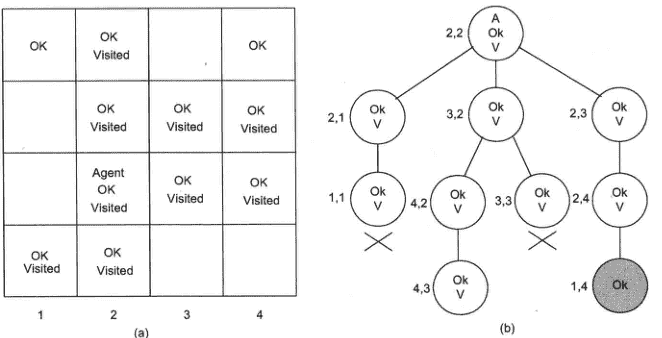 OK
OK
Visited
OK
OK
Visited
OK
Visited
OK
Visited
Agent
OK
Visited
OK
Visited
OK
Visited
OK
Visited
OK
Visited
1
2
3
4
(a)
2,2
A
Ok
V
2,1
Ok
V
3,2
Ok
V
2,3
Ok
V
1,1
Ok
V
4,2
Ok
V
3,3
Ok
V
2,4
Ok
V
4,3
Ok
V
1,4
Ok
(b)